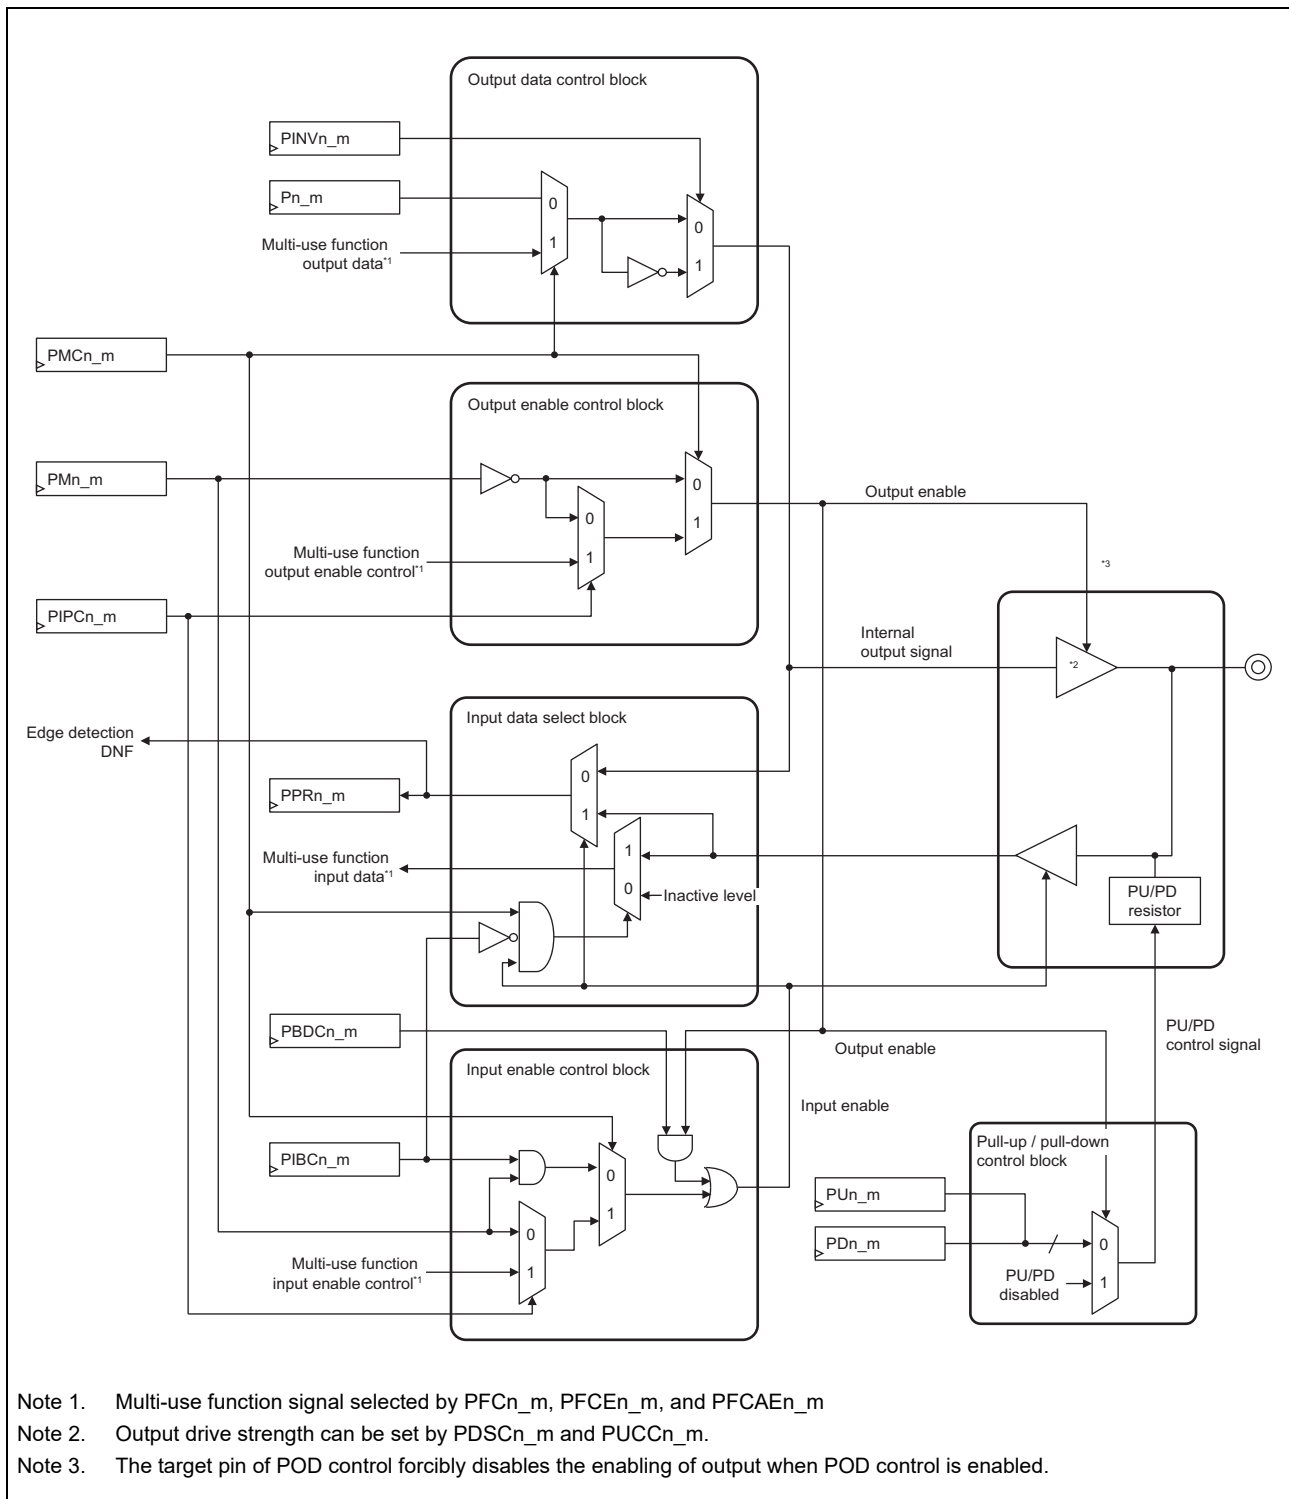 Output data control block
PINVn_m
Pn_m
0
1
Multi-use function
output data*1
0
1
PMCn_m
Output enable control block
PMn_m
0
1
0
1
Multi-use function
output enable control*1
Output enable
*3
PIPCn_m
Internal
output signal
*2
Input data select block
Edge detection
DNF
PPRn_m
0
1
Multi-use function
input data*1
1
0
Inactive level
PU/PD
resistor
PBDCn_m
Output enable
PU/PD
control signal
Input enable control block
Input enable
PIBCn_m
0
1
0
1
Multi-use function
input enable control*1
Pull-up / pull-down
control block
PUn_m
PDn_m
0
1
PU/PD
disabled
Note 1. Multi-use function signal selected by PFCn_m, PFCEn_m, and PFCAEn_m
Note 2. Output drive strength can be set by PDSCn_m and PUCCn_m.
Note 3. The target pin of POD control forcibly disables the enabling of output when POD control is enabled.